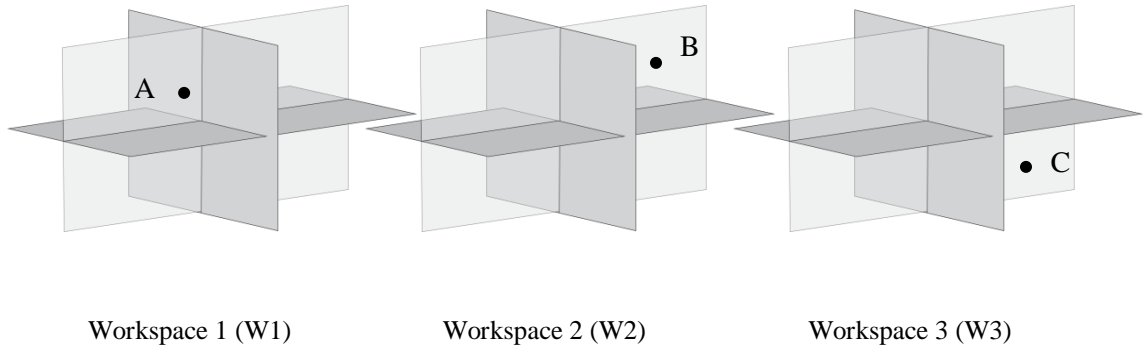 A
B
C
Workspace 1 (W1)
Workspace 2 (W2)
Workspace 3 (W3)